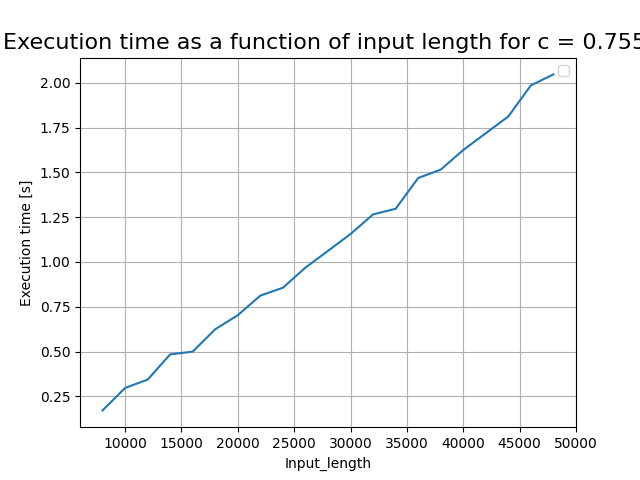 Execution time as a function of input length for c = 0.755
2.00
1.75
1.50
1.25
1.00
0.75
0.50
0.25
Execution time [s]
10000 15000 20000 25000 30000 35000 40000 45000 50000
Input_length